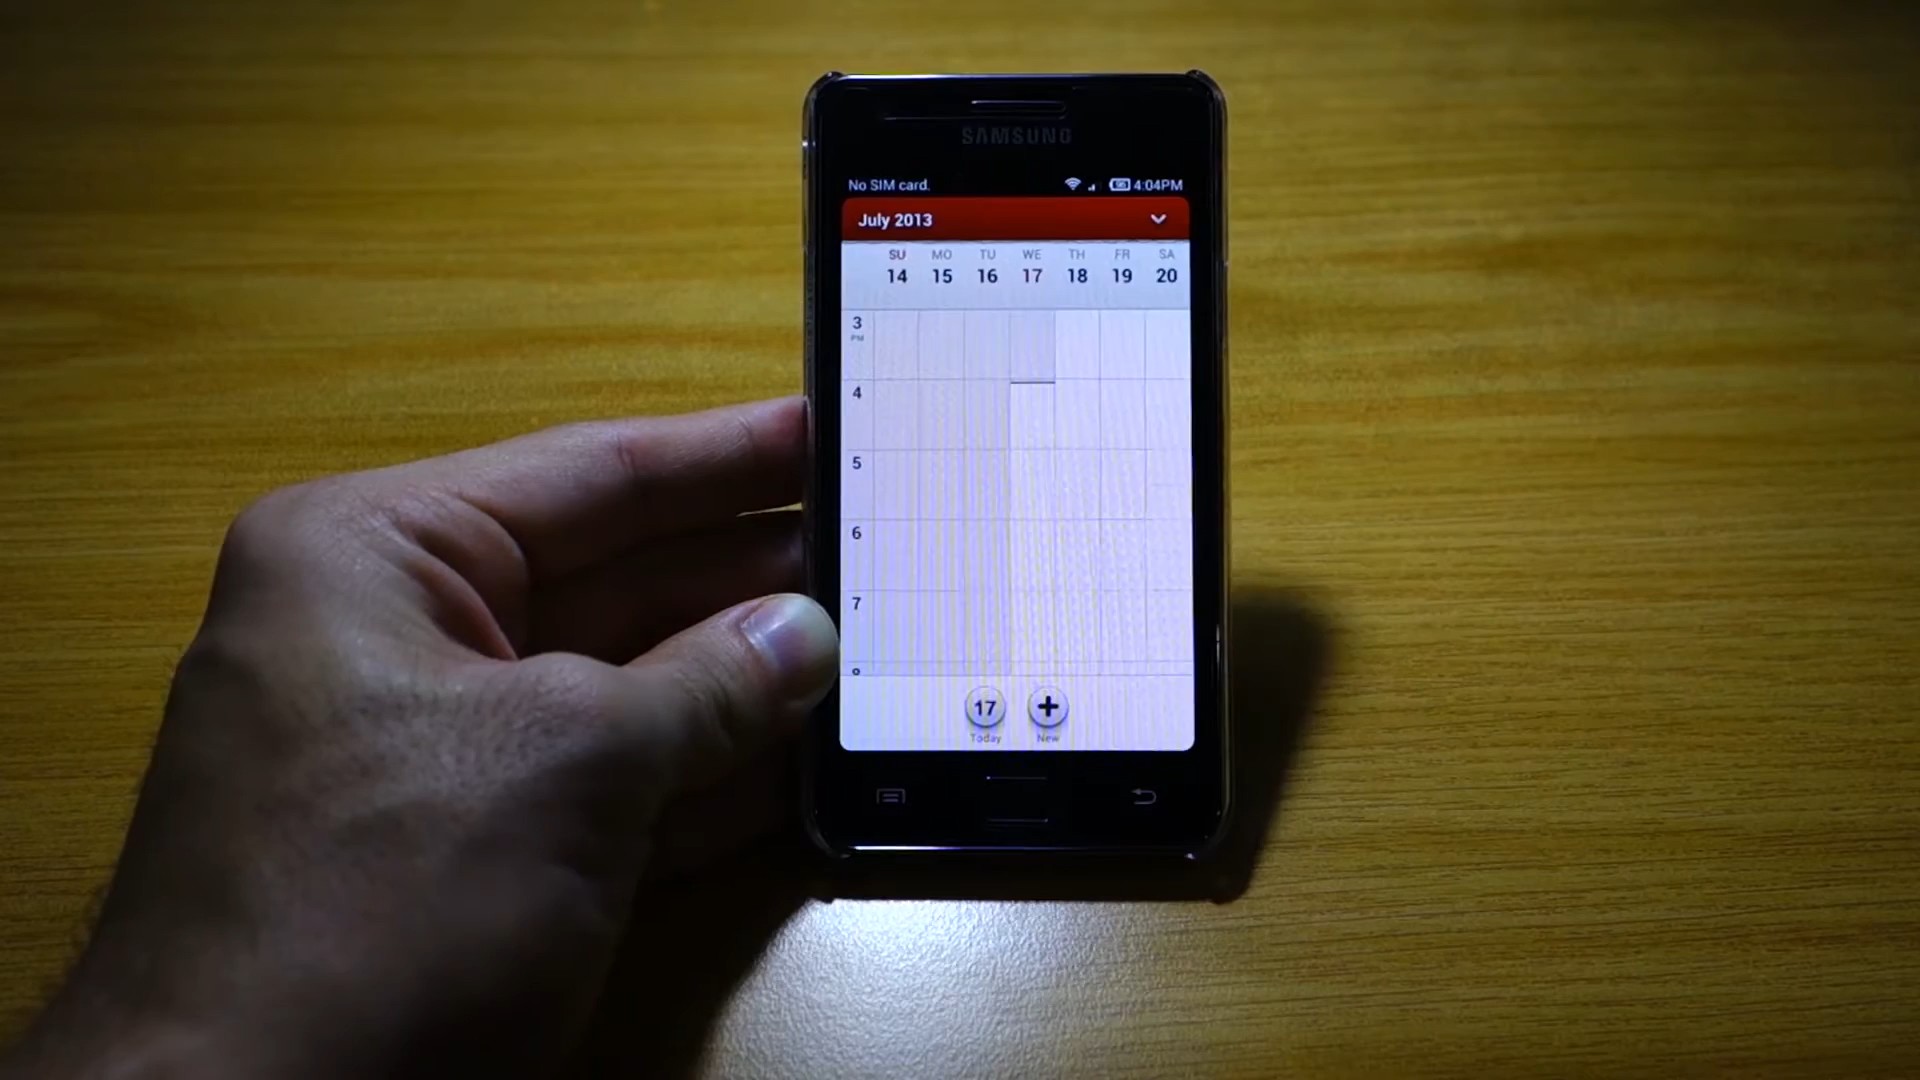 SAMSUNG
No SIM card. 4:04PM
July 2013
SU MO TU WE TH FR SA
14 15 16 17 18 19 20
3
PM
4
5
6
7
17
Today New